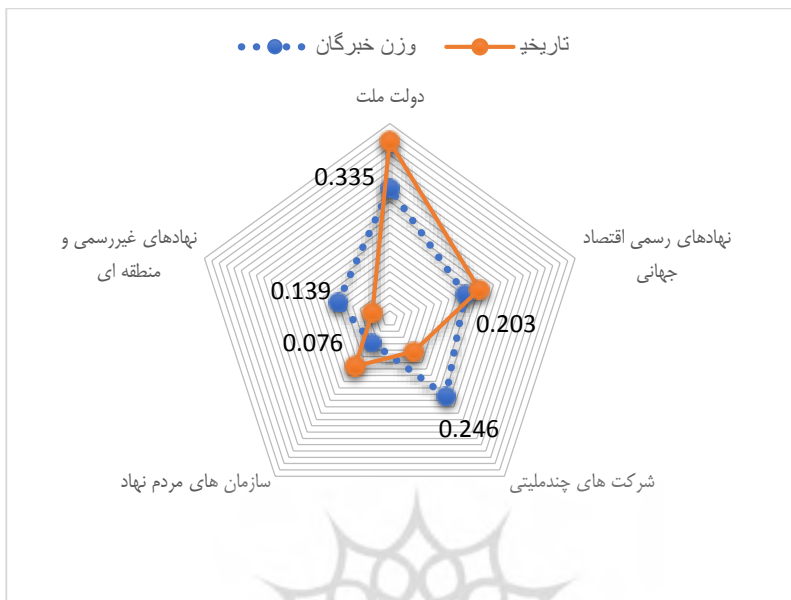 تاریخی وزن خبرگان
دولت ملت
0.335
نهادهای غیررسمی و
منطقه ای
نهادهای رسمی اقتصاد
جهانی
0.139
0.203
0.076
0.246
سازمان های مردم نهاد
شرکت های چندملیتی